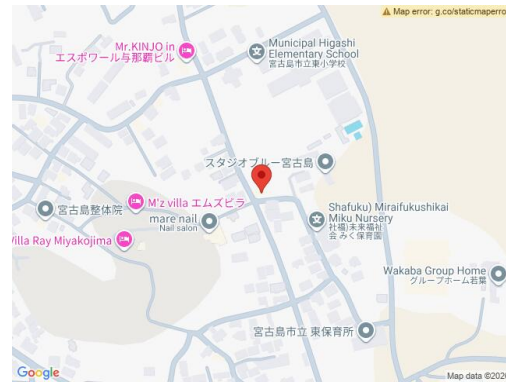 Map error: g.co/staticmaperro
Mr.KINJO in
エスポワール与那覇ビル
Municipal Higashi
Elementary School
宮古島市立東小学校
スタジオブルー宮古島
M'z villa エムズビラ
宮古島整体院
mare nail
Nail salon
Shafuku) Miraifukushikai
Miku Nursery
社福)未来福祉
会 みく保育園
Villa Ray Miyakojima
Wakaba Group Home
グループホーム若葉
宮古島市立 東保育所
Google
Map data ©2026